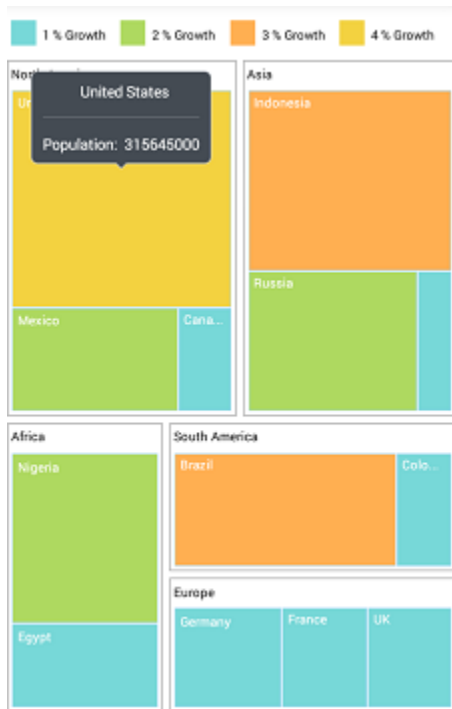 1 % Growth 2 % Growth 3 % Growth 4 % Growth
Asia
United States
Population: 315645000
Indonesia
Russia
Mexico
Cana...
Africa
South America
Nigeria
Brazil
Colo...
Europe
Germany
France
UK
Egypt